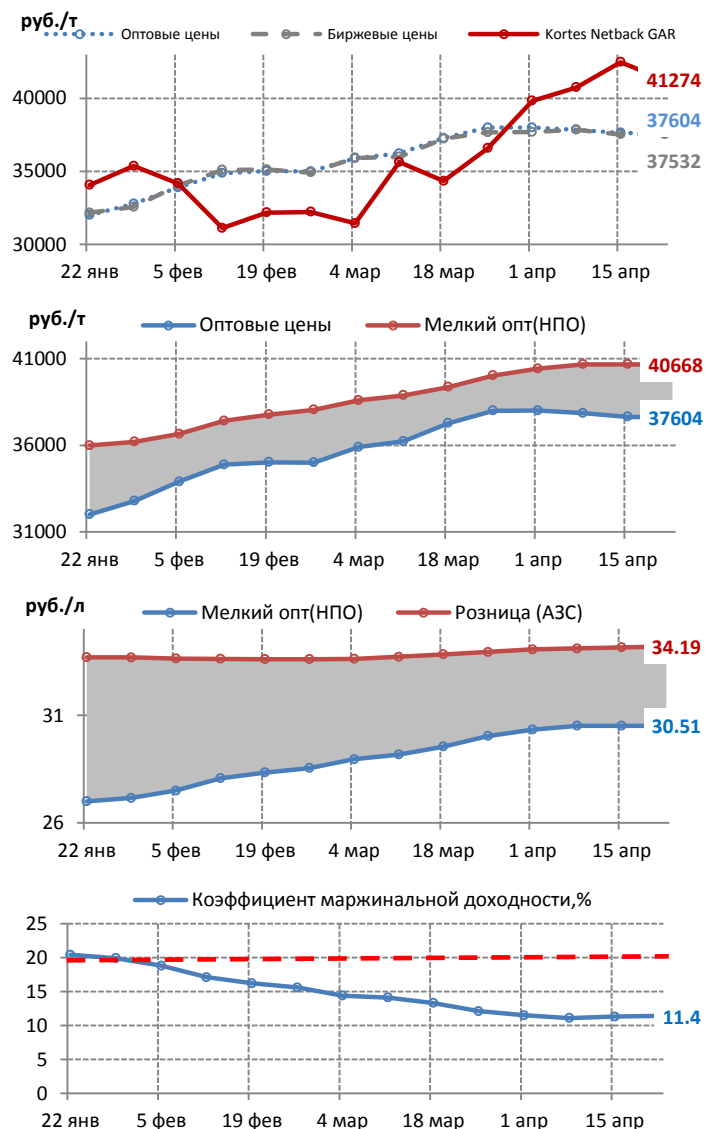 руб./т
Оптовые цены Биржевые цены Kortes Netback GAR
41274
40000
37604
37532
35000
30000
22 янв 5 фев 19 фев 4 мар 18 мар 1 апр 15 апр
руб./т
Оптовые цены Мелкий опт(НПО)
41000
40668
37604
36000
31000
22 янв 5 фев 19 фев 4 мар 18 мар 1 апр 15 апр
руб./л
Мелкий опт(НПО) Розница (АЗС)
34.19
31
30.51
26
22 янв 5 фев 19 фев 4 мар 18 мар 1 апр 15 апр
Коэффициент маржинальной доходности,%
25
20
15
11.4
10
5
0
22 янв 5 фев 19 фев 4 мар 18 мар 1 апр 15 апр